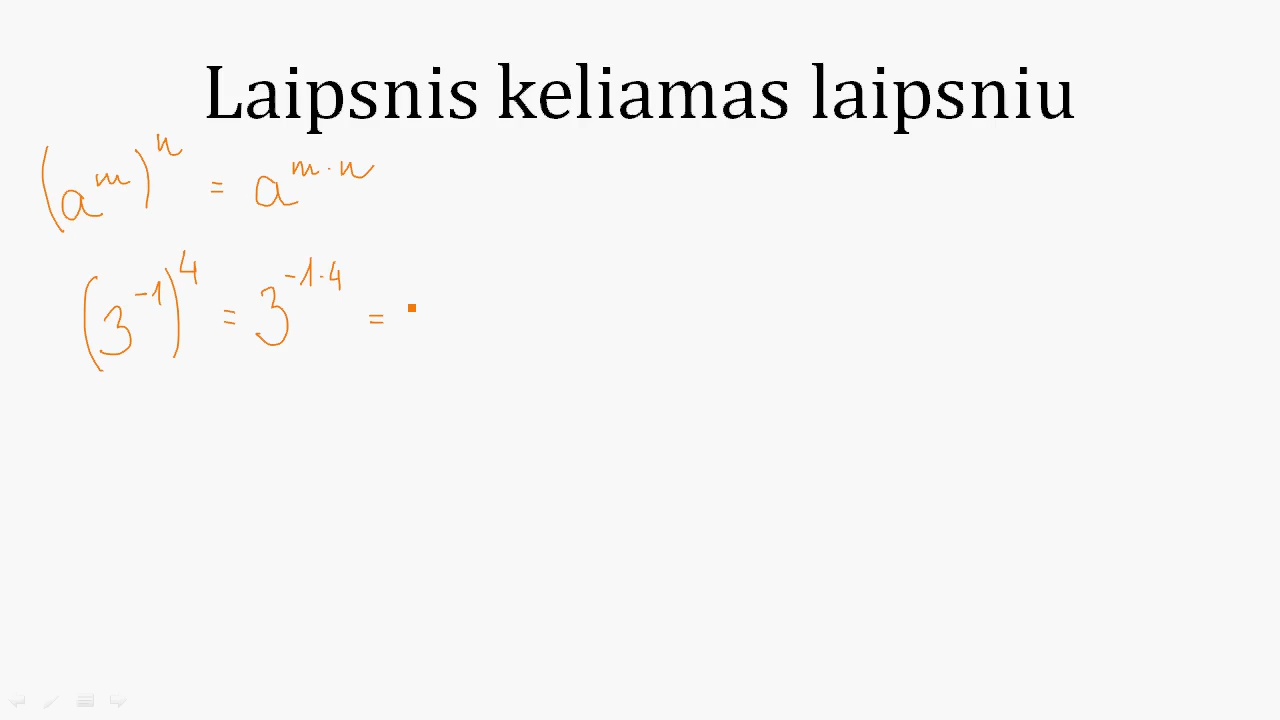 Laipsnis keliamas laipsniu
(a^m)^n = a^{m·n}
(3^{-1})^4 = 3^{-1·4} =